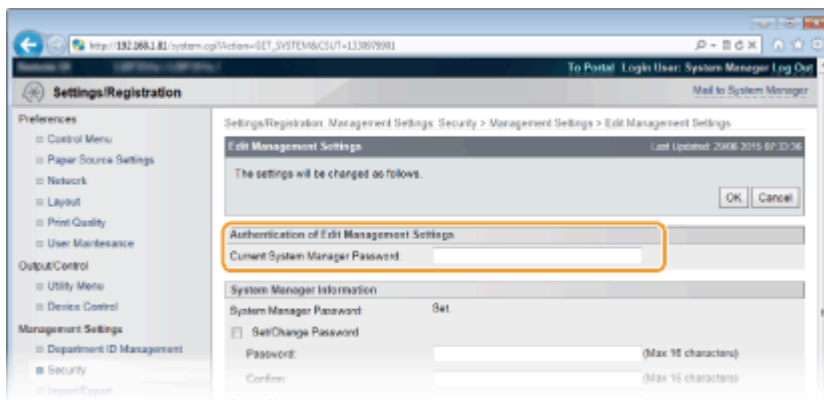 http://192.168.1.81/system.cgi?Action=GET_SYSTEM&CSUT=1330979901
To Portal Login User: System Manager Log Out
Settings/Registration
Mail to System Manager
Preferences
Control Menu
Paper Source Settings
Network
Layout
Print Quality
User Maintenance
Output/Control
Utility Menu
Device Control
Management Settings
Department ID Management
Security
Import/Export
Settings/Registration: Management Settings: Security > Management Settings > Edit Management Settings
Edit Management Settings
Last Updated: 29/06 2015 07:33:36
The settings will be changed as follows.
OK
Cancel
Authentication of Edit Management Settings
Current System Manager Password:
System Manager Information
System Manager Password: Set
Set/Change Password
Password: (Max 16 characters)
Confirm: (Max 16 characters)